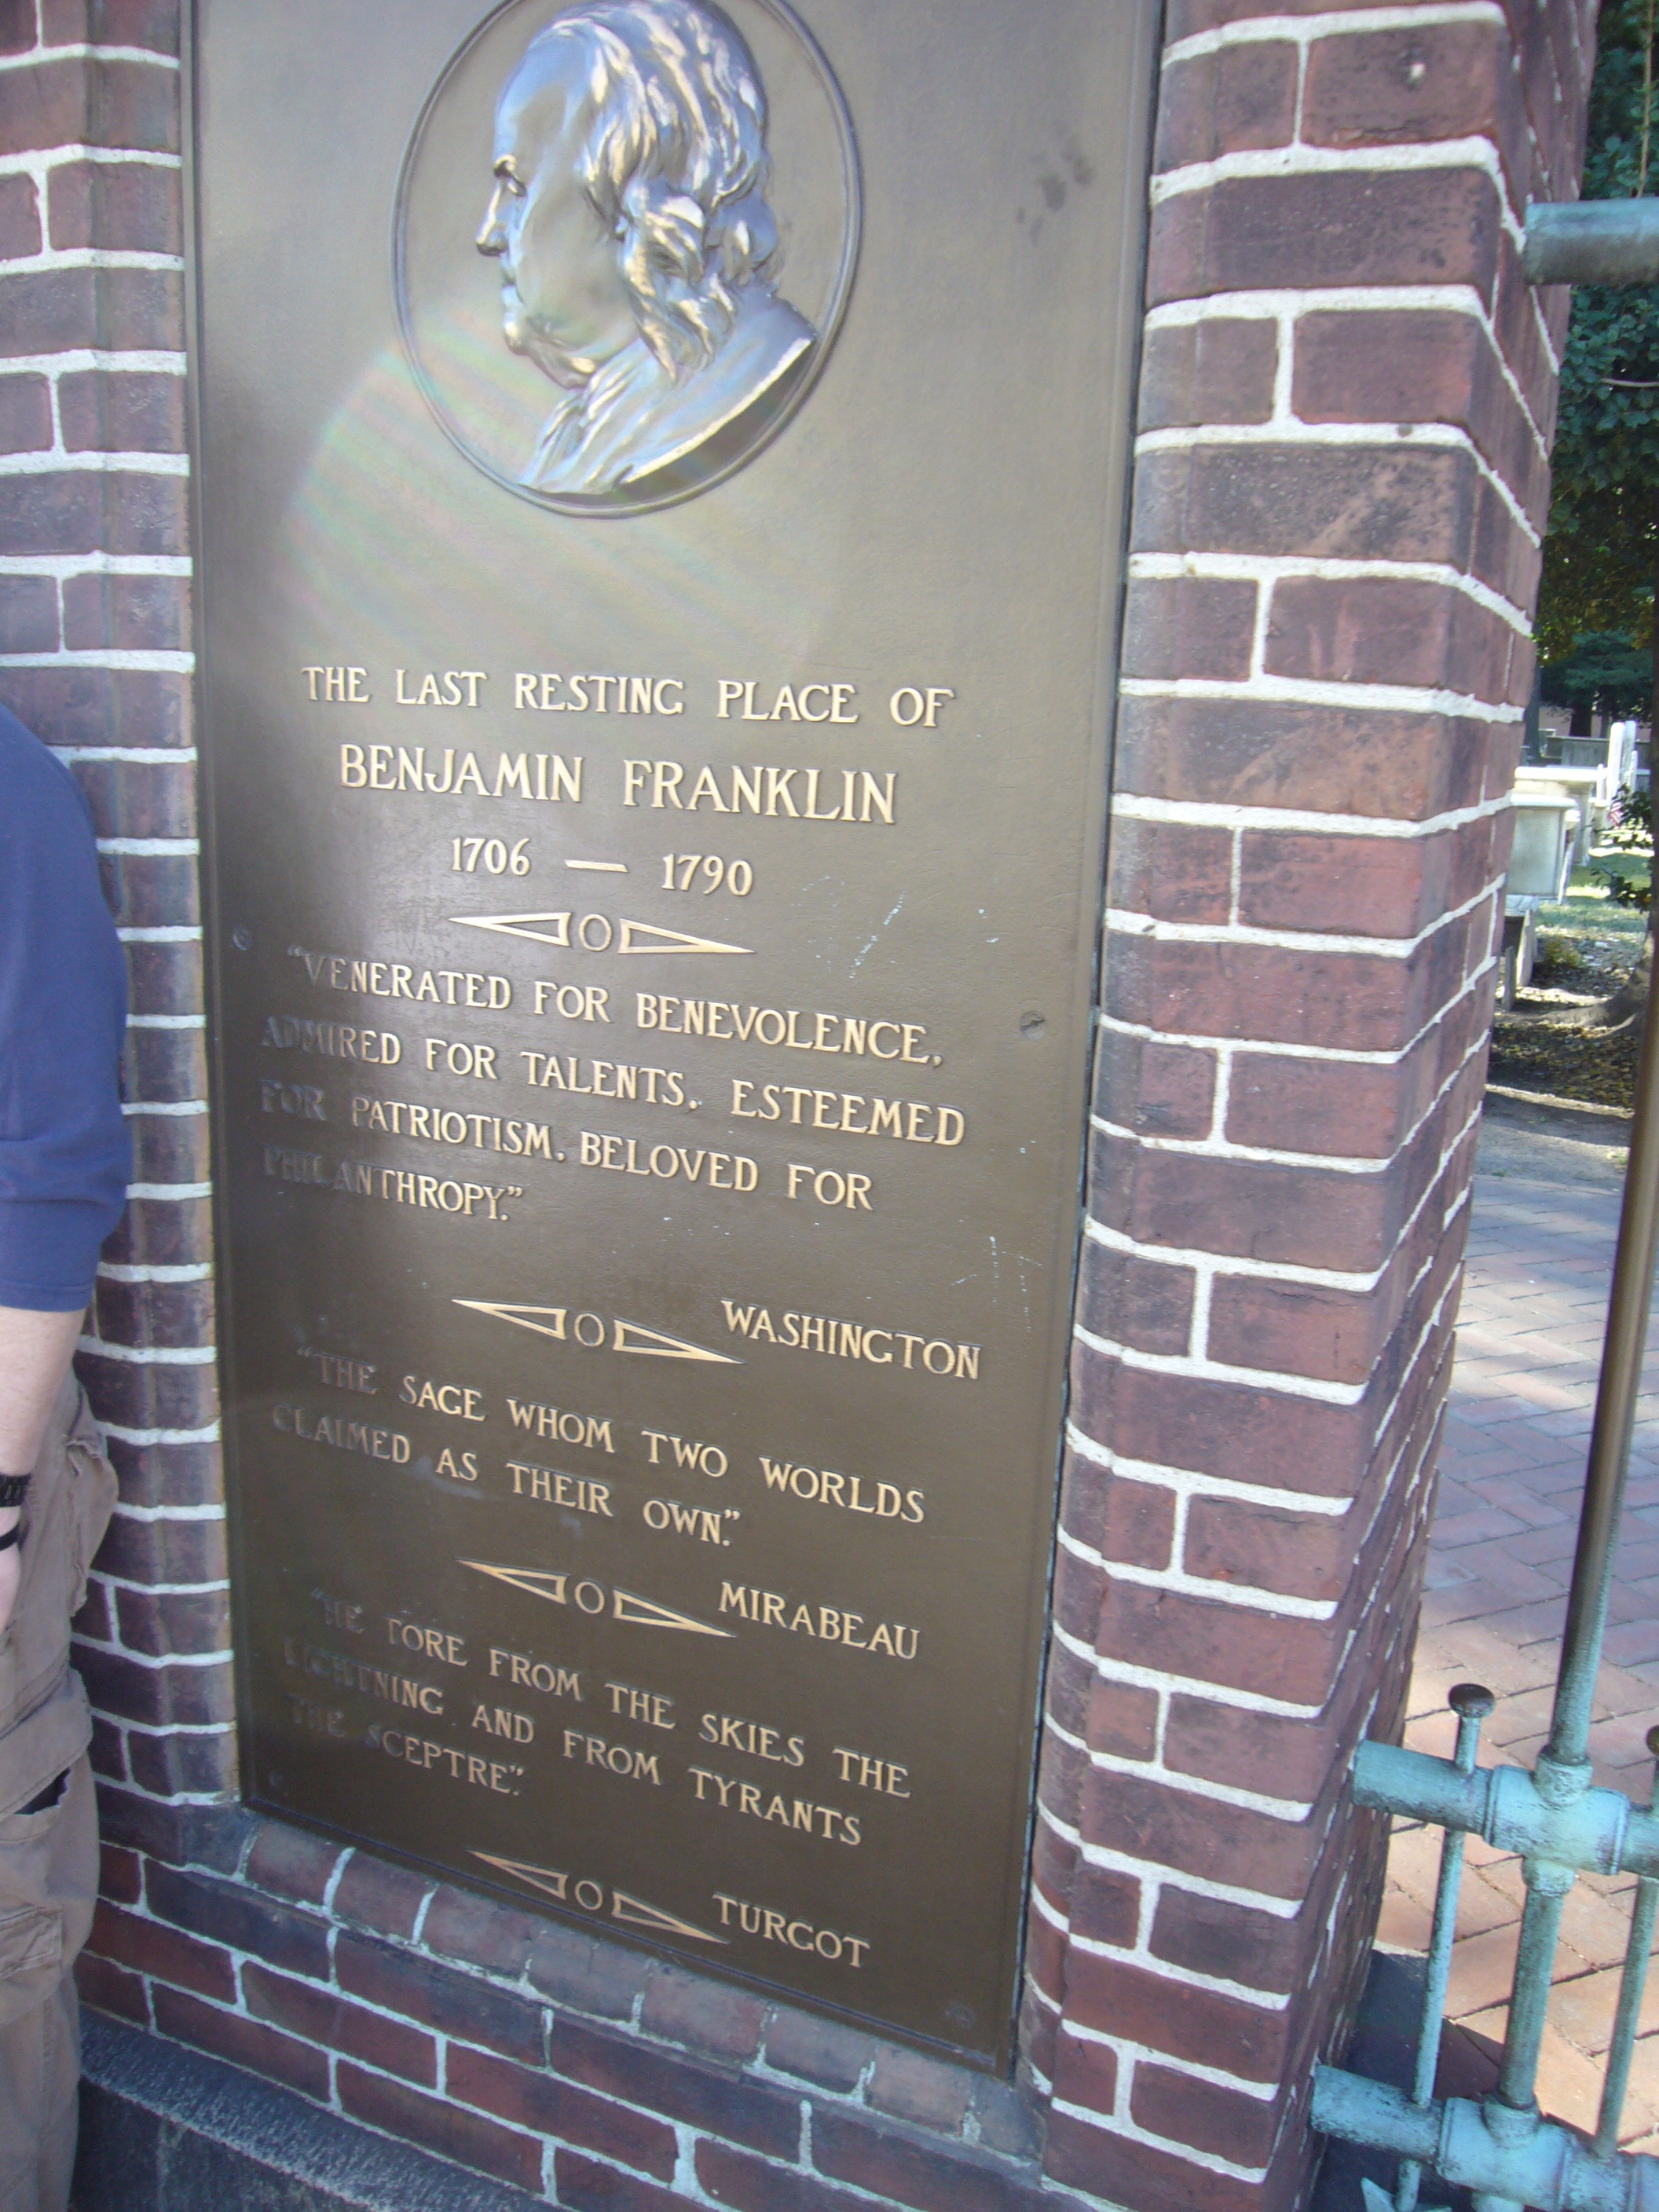 THE LAST RESTING PLACE OF
BENJAMIN FRANKLIN
1706 — 1790
"VENERATED FOR BENEVOLENCE,
ADMIRED FOR TALENTS, ESTEEMED
FOR PATRIOTISM, BELOVED FOR
PHILANTHROPY."
WASHINGTON
"THE SAGE WHOM TWO WORLDS
CLAIMED AS THEIR OWN."
MIRABEAU
"HE TORE FROM THE SKIES THE
LIGHTNING AND FROM TYRANTS
THE SCEPTRE."
TURGOT